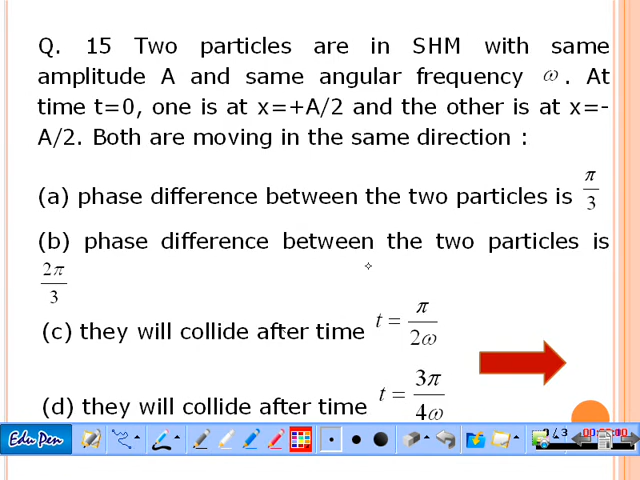 Q. 15 Two particles are in SHM with same
amplitude A and same angular frequency ω. At
time t=0, one is at x=+A/2 and the other is at x=-
A/2. Both are moving in the same direction :
(a) phase difference between the two particles is π/3
(b) phase difference between the two particles is
2π/3
(c) they will collide after time t = π/2ω
(d) they will collide after time t = 3π/4ω
Edu Pen
/ 3